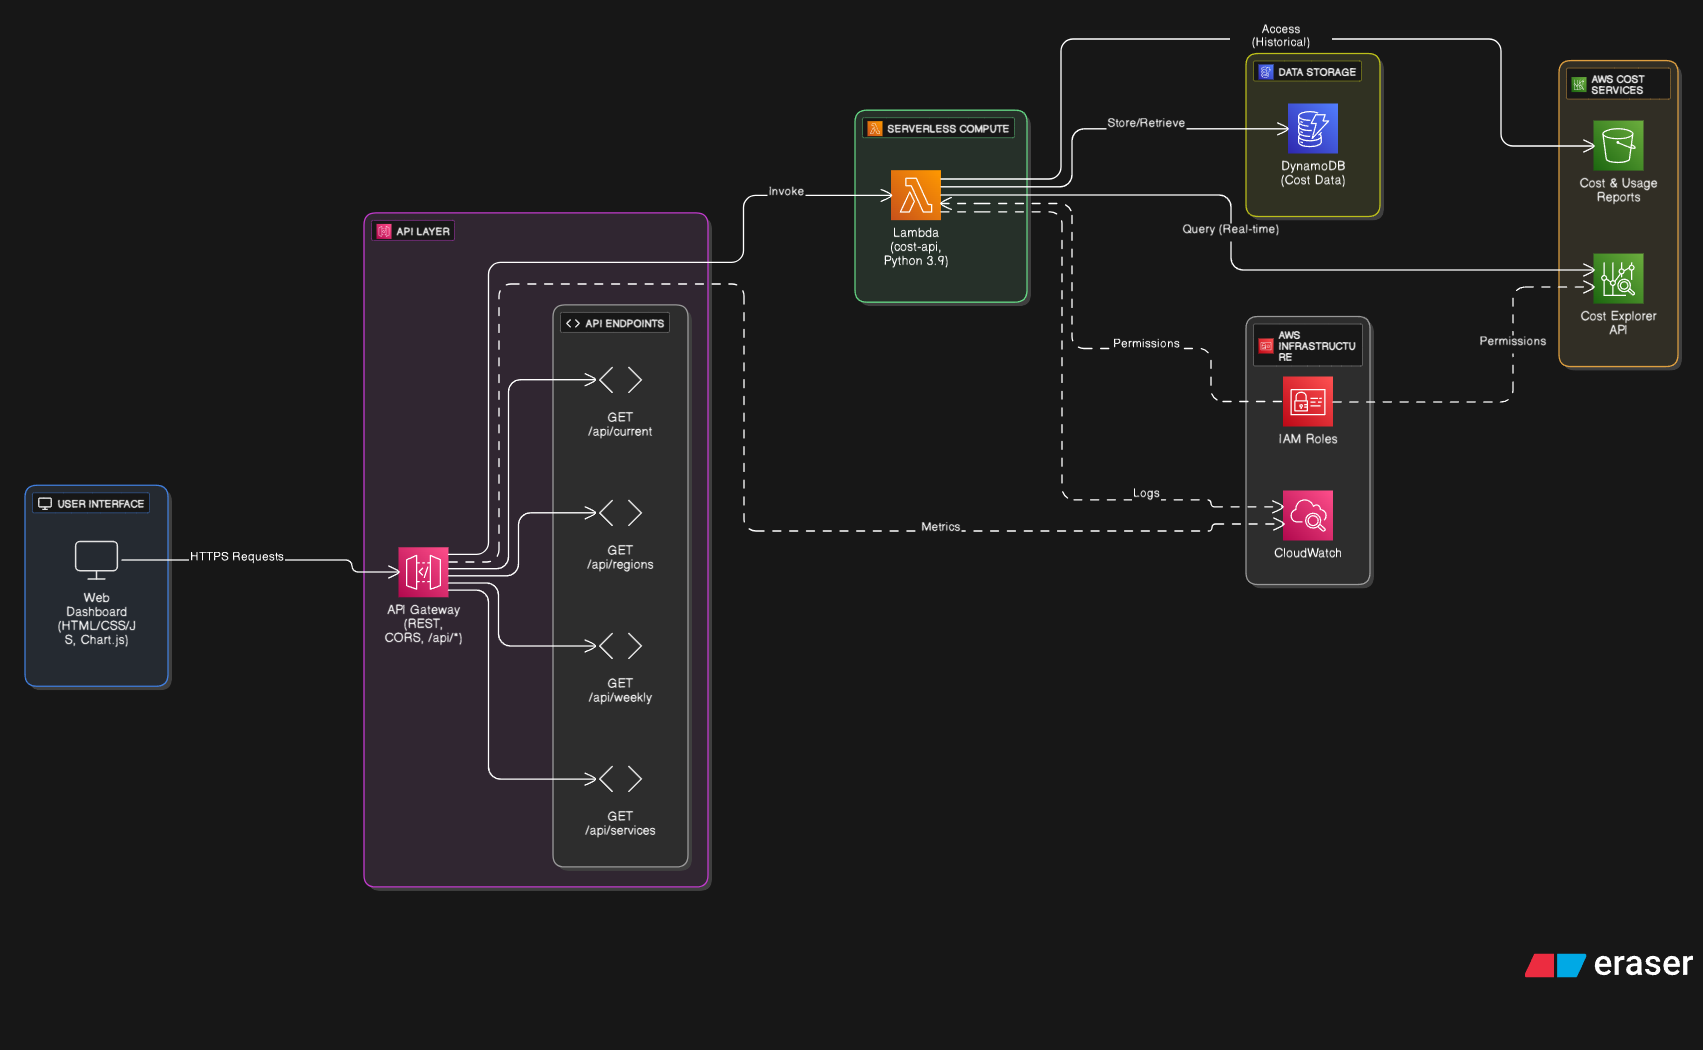 USER INTERFACE
Web
Dashboard
(HTML/CSS/J
S, Chart.js)
HTTPS Requests
API LAYER
API Gateway
(REST,
CORS, /api/*)
API ENDPOINTS
GET
/api/current
GET
/api/regions
GET
/api/weekly
GET
/api/services
Invoke
Metrics
SERVERLESS COMPUTE
Lambda
(cost-api,
Python 3.9)
Access
(Historical)
Store/Retrieve
Query (Real-time)
Permissions
Logs
DATA STORAGE
DynamoDB
(Cost Data)
AWS
INFRASTRUCTU
RE
IAM Roles
CloudWatch
Permissions
AWS COST
SERVICES
Cost & Usage
Reports
Cost Explorer
API
eraser